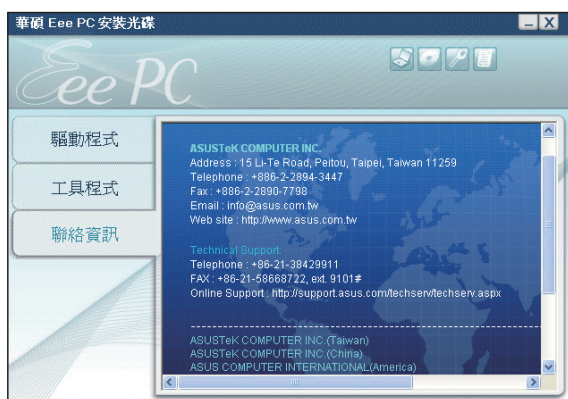 華碩 Eee PC 安裝光碟
Eee PC
驅動程式
工具程式
聯絡資訊
ASUSTeK COMPUTER INC.
Address : 15 Li-Te Road, Peitou, Taipei, Taiwan 11259
Telephone : +886-2-2894-3447
Fax : +886-2-2890-7798
Email : info@asus.com.tw
Web site : http://www.asus.com.tw
Technical Support:
Telephone : +86-21-38429911
FAX : +86-21-58668722, ext. 9101#
Online Support : http://support.asus.com/techserv/techserv.aspx
ASUSTeK COMPUTER INC.(Taiwan)
ASUSTeK COMPUTER INC.(China)
ASUS COMPUTER INTERNATIONAL(America)